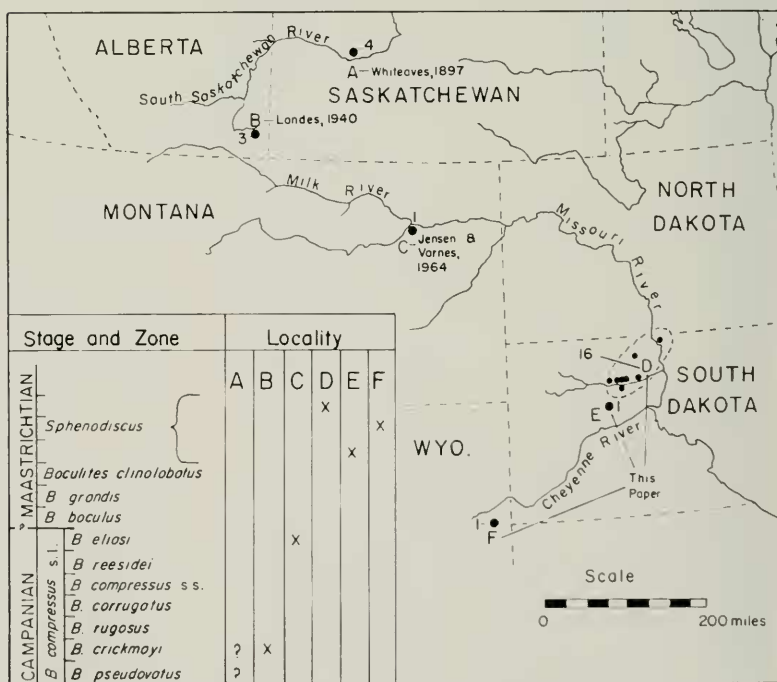 ALBERTA
South Saskatchewan River
4
A—Whiteaves, 1897
SASKATCHEWAN
B—Landes, 1940
3
Milk River
MONTANA
1
C—Jensen & Varnes, 1964
Missouri River
NORTH DAKOTA
16
D
SOUTH DAKOTA
E 1
WYO.
Cheyenne River
This Paper
1
F
Scale
0 200 miles
Stage and Zone Locality
A B C D E F
MAASTRICHTIAN
x
Sphenodiscus x
x
Baculites clinolobatus
B grandis
B baculus
?
CAMPANIAN
B compressus s.l.
B eliasi x
B reesidei
B compressus s s.
B. corrugatus
B. rugosus
B. crickmayi ? x
B B pseudovatus ?